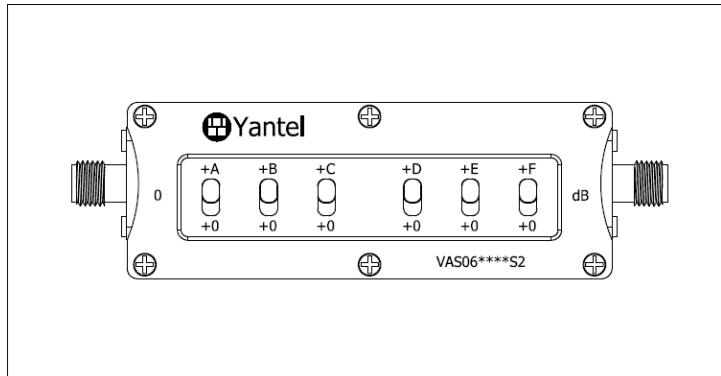 Yantel
+A +B +C +D +E +F
0 dB
+0 +0 +0 +0 +0 +0
VAS06****S2